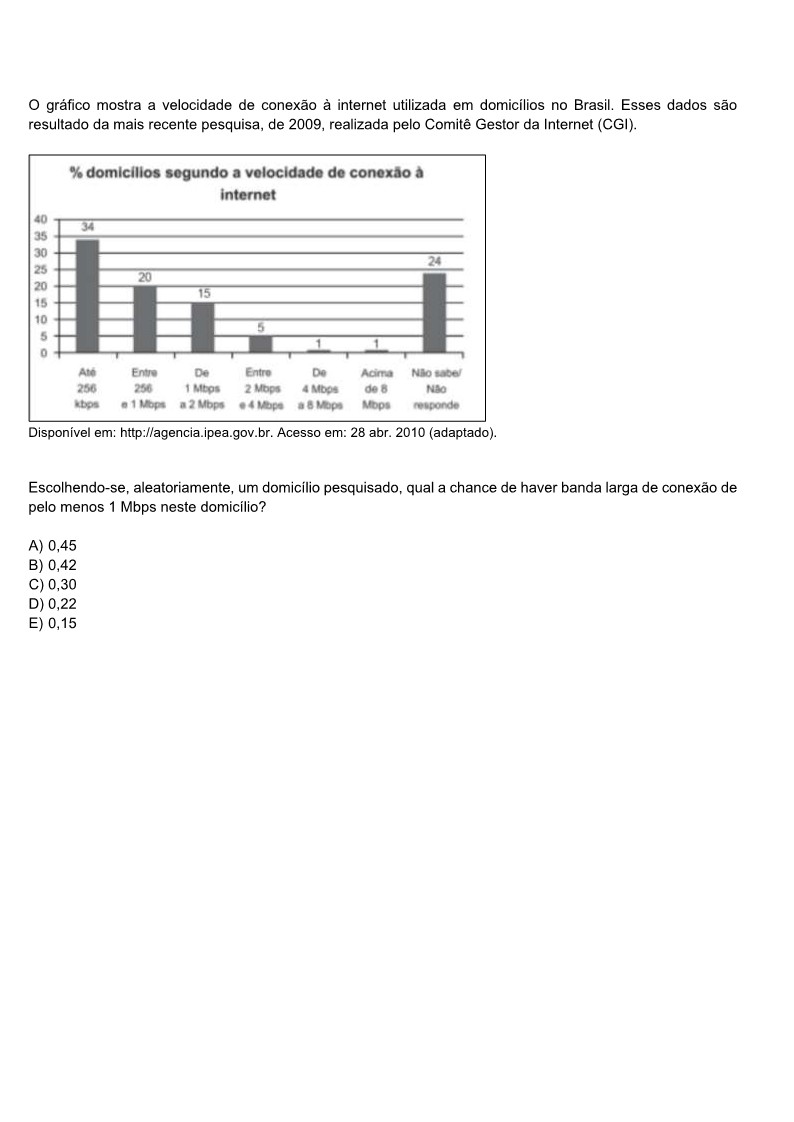 O gráfico mostra a velocidade de conexão à internet utilizada em domicílios no Brasil. Esses dados são
resultado da mais recente pesquisa, de 2009, realizada pelo Comitê Gestor da Internet (CGI).
% domicílios segundo a velocidade de conexão à
internet
40
35
30
25
20
15
10
5
0
34
20
15
5
1
1
24
Até
256
kbps
Entre
256
e 1 Mbps
De
1 Mbps
a 2 Mbps
Entre
2 Mbps
e 4 Mbps
De
4 Mbps
a 8 Mbps
Acima
de 8
Mbps
Não sabe/
Não
responde
Disponível em: http://agencia.ipea.gov.br. Acesso em: 28 abr. 2010 (adaptado).
Escolhendo-se, aleatoriamente, um domicílio pesquisado, qual a chance de haver banda larga de conexão de
pelo menos 1 Mbps neste domicílio?
A) 0,45
B) 0,42
C) 0,30
D) 0,22
E) 0,15